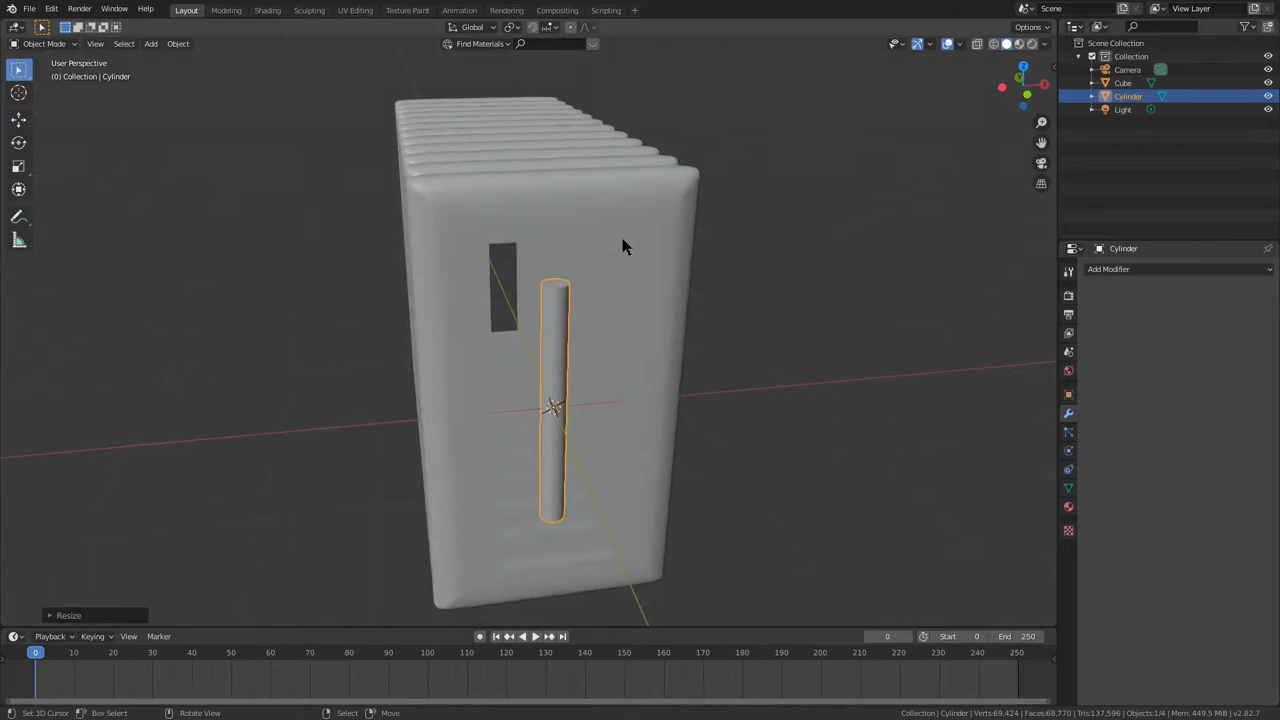 File Edit Render Window Help Layout Modeling Shading Sculpting UV Editing Texture Paint Animation Rendering Compositing Scripting + Scene View Layer
Global Options
Object Mode View Select Add Object Find Materials
User Perspective
(0) Collection | Cylinder
Z
X
Y
Scene Collection
Collection
Camera
Cube
Cylinder
Light
Cylinder
Add Modifier
Resize
Playback Keying View Marker 0 Start 0 End 250
0 10 20 30 40 50 60 70 80 90 100 110 120 130 140 150 160 170 180 190 200 210 220 230 240 250
Set 3D Cursor Box Select Rotate View Select Move Collection | Cylinder | Verts:69,424 | Faces:68,770 | Tris:137,596 | Objects:1/4 | Mem: 449.5 MiB | v2.82.7